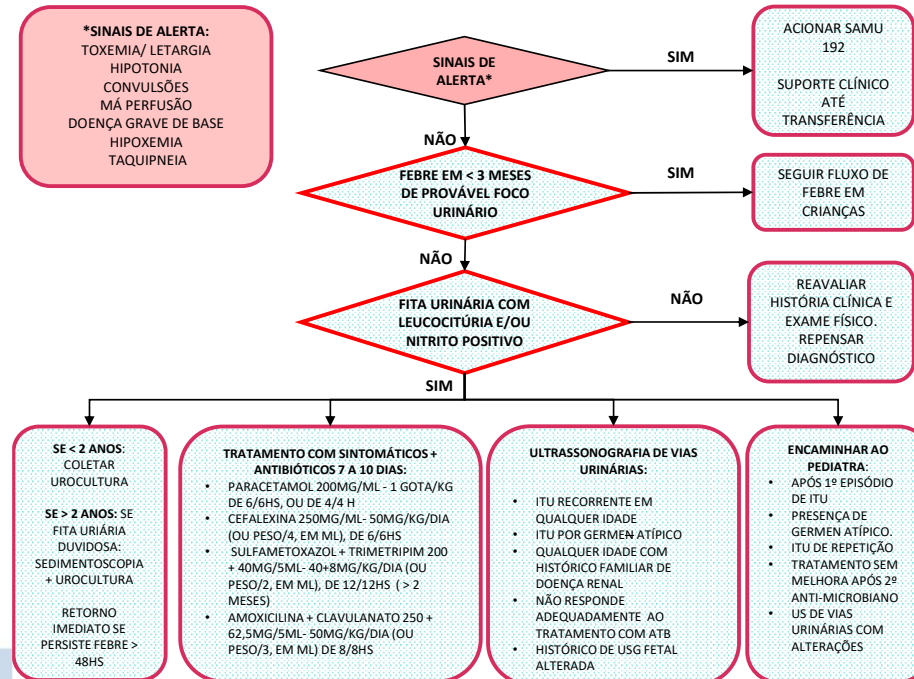 *SINAIS DE ALERTA:
TOXEMIA/ LETARGIA
HIPOTONIA
CONVULSÕES
MÁ PERFUSÃO
DOENÇA GRAVE DE BASE
HIPOXEMIA
TAQUIPNEIA
SINAIS DE
ALERTA*
SIM
ACIONAR SAMU
192
SUPORTE CLÍNICO
ATÉ
TRANSFERÊNCIA
NÃO
FEBRE EM < 3 MESES
DE PROVÁVEL FOCO
URINÁRIO
SIM
SEGUIR FLUXO DE
FEBRE EM
CRIANÇAS
NÃO
FITA URINÁRIA COM
LEUCOCITÚRIA E/OU
NITRITO POSITIVO
NÃO
REAVALIAR
HISTÓRIA CLÍNICA E
EXAME FÍSICO.
REPENSAR
DIAGNÓSTICO
SIM
SE < 2 ANOS:
COLETAR
UROCULTURA
SE > 2 ANOS: SE
FITA URIÁRIA
DUVIDOSA:
SEDIMENTOSCOPIA
+ UROCULTURA
RETORNO
IMEDIATO SE
PERSISTE FEBRE >
48HS
TRATAMENTO COM SINTOMÁTICOS +
ANTIBIÓTICOS 7 A 10 DIAS:
• PARACETAMOL 200MG/ML- 1 GOTA/KG
DE 6/6HS, OU DE 4/4 H
• CEFALEXINA 250MG/ML- 50MG/KG/DIA
(OU PESO/4, EM ML), DE 6/6HS
• SULFAMETOXAZOL + TRIMETRIPIM 200
+ 40MG/5ML- 40+8MG/KG/DIA (OU
PESO/2, EM ML), DE 12/12HS ( > 2
MESES)
• AMOXICILINA + CLAVULANATO 250 +
62,5MG/5ML- 50MG/KG/DIA (OU
PESO/3, EM ML) DE 8/8HS
ULTRASSONOGRAFIA DE VIAS
URINÁRIAS:
• ITU RECORRENTE EM
QUALQUER IDADE
• ITU POR GERMEN ATÍPICO
• QUALQUER IDADE COM
HISTÓRICO FAMILIAR DE
DOENÇA RENAL
• NÃO RESPONDE
ADEQUADAMENTE AO
TRATAMENTO COM ATB
• HISTÓRICO DE USG FETAL
ALTERADA
ENCAMINHAR AO
PEDIATRA:
• APÓS 1º EPISÓDIO
DE ITU
• PRESENÇA DE
GERMEN ATÍPICO.
• ITU DE REPETIÇÃO
• TRATAMENTO SEM
MELHORA APÓS 2º
ANTI-MICROBIANO
• US DE VIAS
URINÁRIAS COM
ALTERAÇÕES